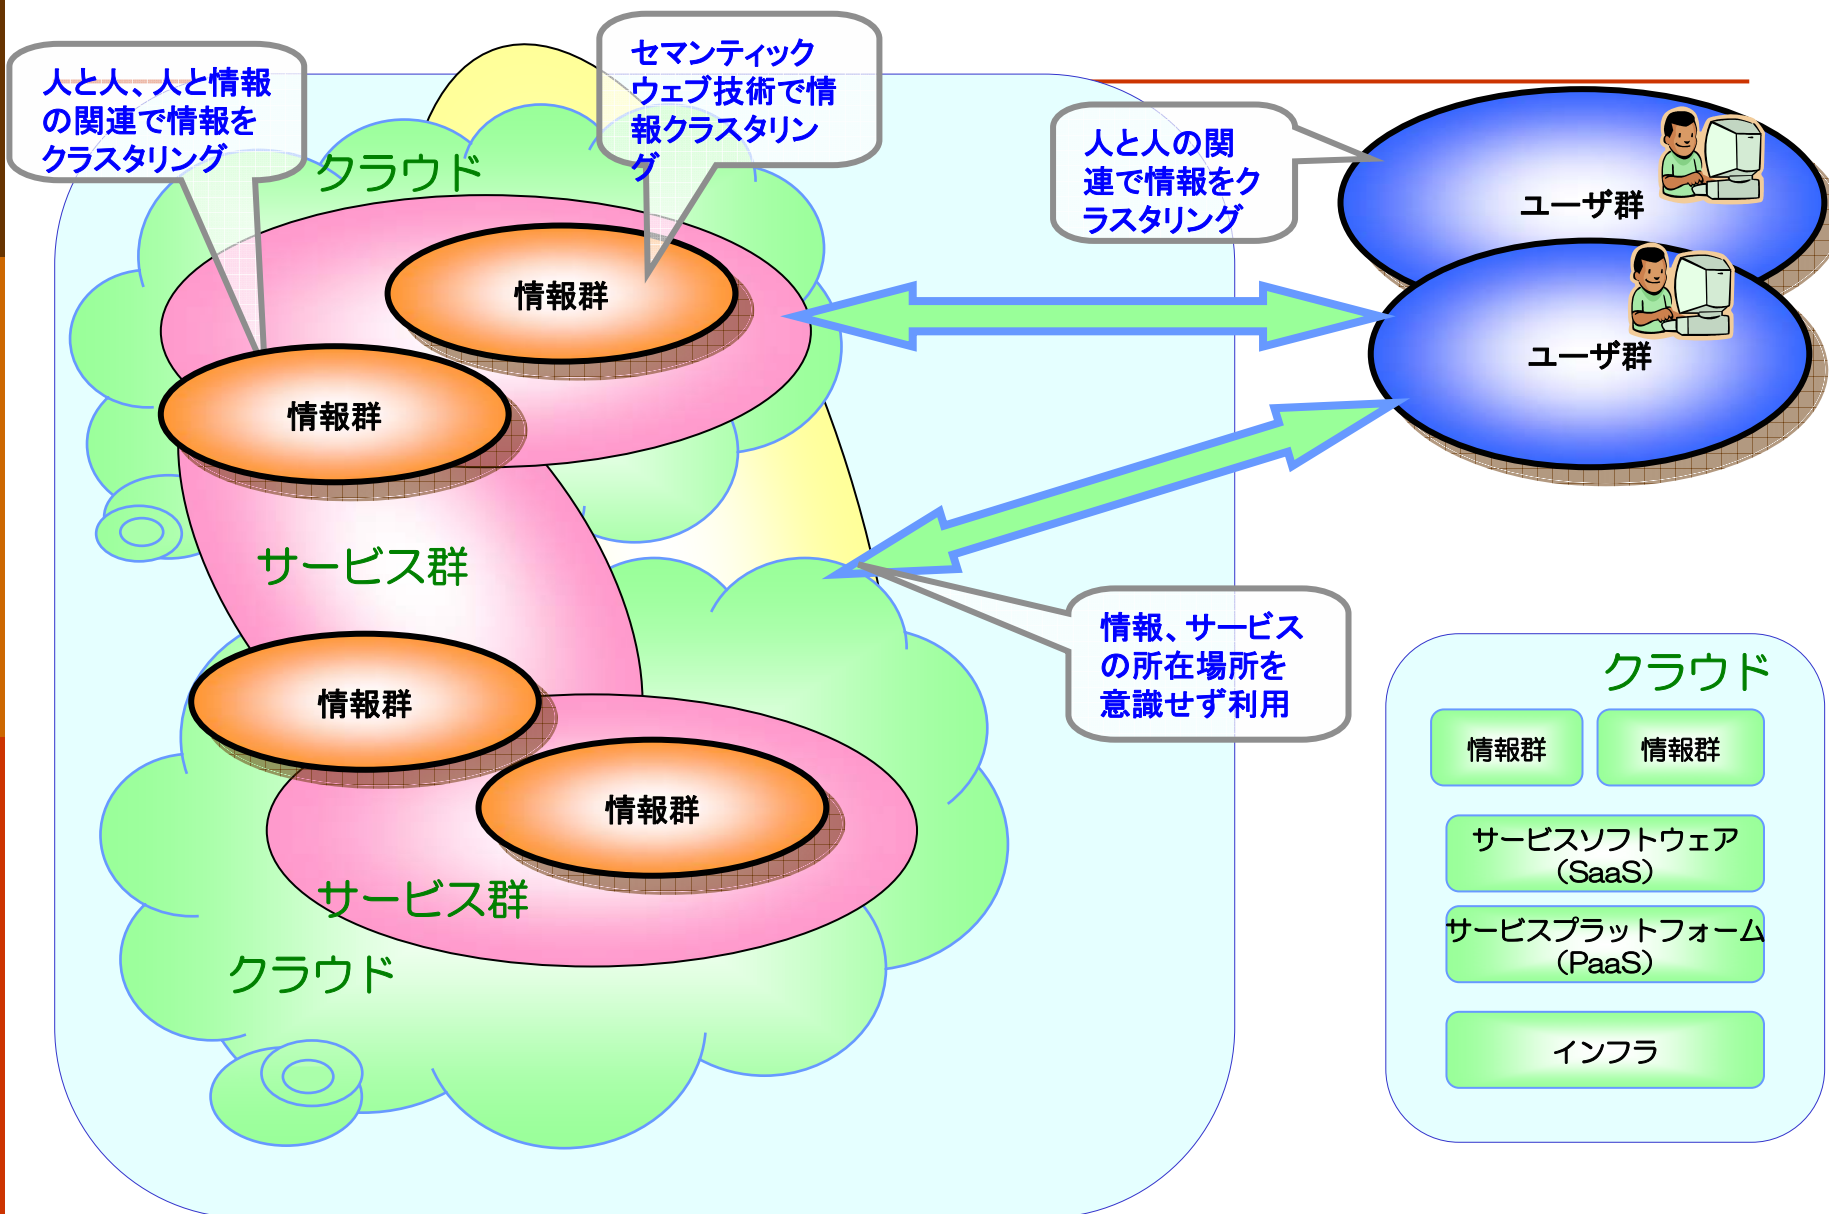 人と人、人と情報
の関連で情報を
クラスタリング
セマンティック
ウェブ技術で情
報クラスタリン
グ
人と人の関
連で情報をク
ラスタリング
クラウド
ユーザ群
情報群
ユーザ群
情報群
サービス群
情報、サービス
の所在場所を
意識せず利用
情報群
情報群
サービス群
クラウド
クラウド
情報群
情報群
サービスソフトウェア
(SaaS)
サービスプラットフォーム
(PaaS)
インフラ